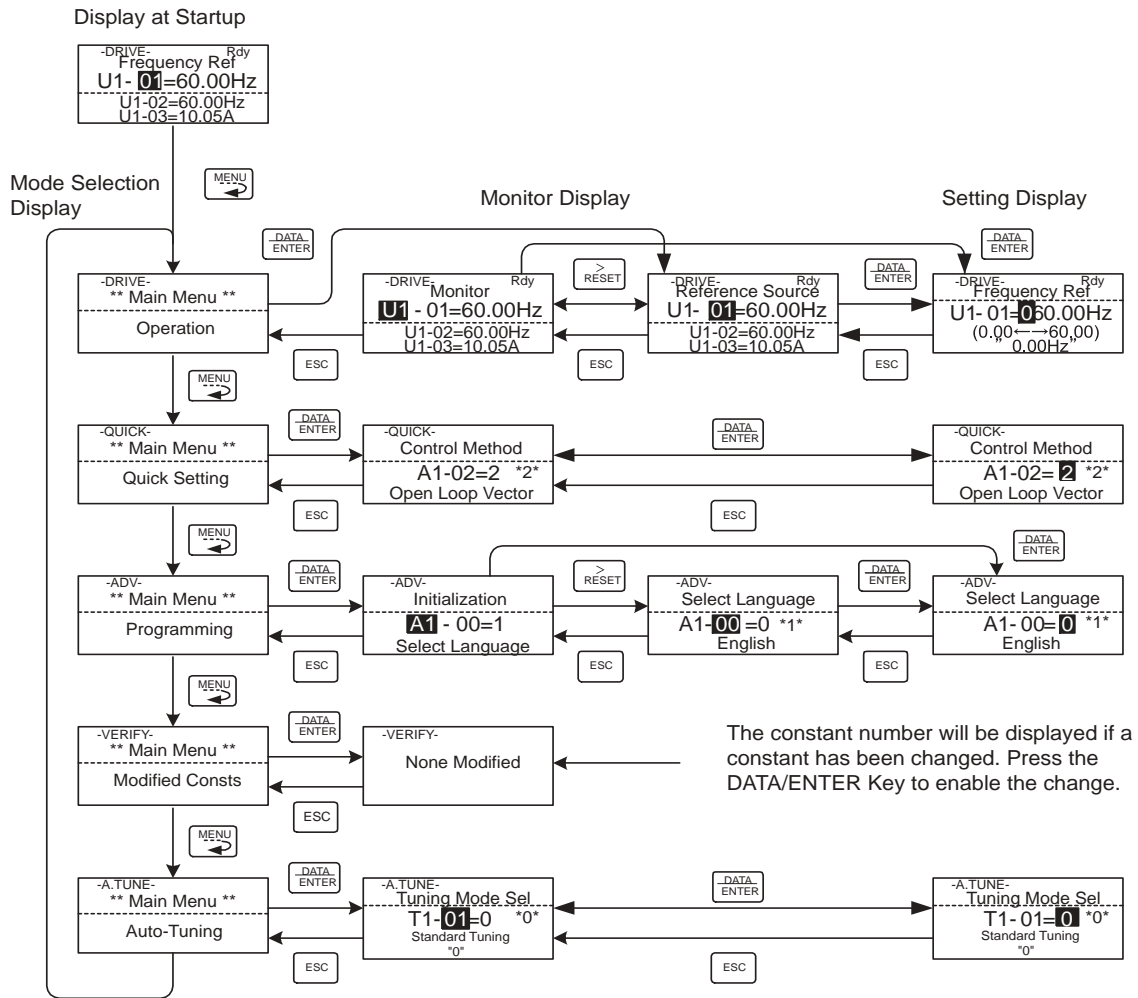 Display at Startup
-DRIVE- Rdy
Frequency Ref
U1- 01=60.00Hz
U1-02=60.00Hz
U1-03=10.05A
MENU
Mode Selection
Display
Monitor Display
Setting Display
DATA
ENTER
DATA
ENTER
-DRIVE-
** Main Menu **
Operation
-DRIVE- Rdy
Monitor
U1 - 01=60.00Hz
U1-02=60.00Hz
U1-03=10.05A
>
RESET
-DRIVE- Rdy
Reference Source
U1- 01=60.00Hz
U1-02=60.00Hz
U1-03=10.05A
DATA
ENTER
-DRIVE- Rdy
Frequency Ref
U1- 01=060.00Hz
(0.00←→60.00)
" 0.00Hz"
ESC
ESC
ESC
MENU
-QUICK-
** Main Menu **
Quick Setting
DATA
ENTER
-QUICK-
Control Method
A1-02=2 *2*
Open Loop Vector
DATA
ENTER
-QUICK-
Control Method
A1-02= 2 *2*
Open Loop Vector
ESC
ESC
MENU
DATA
ENTER
-ADV-
** Main Menu **
Programming
DATA
ENTER
-ADV-
Initialization
A1 - 00=1
Select Language
>
RESET
-ADV-
Select Language
A1-00 =0 *1*
English
DATA
ENTER
-ADV-
Select Language
A1- 00=0 *1*
English
ESC
ESC
ESC
MENU
-VERIFY-
** Main Menu **
Modified Consts
DATA
ENTER
-VERIFY-
None Modified
The constant number will be displayed if a
constant has been changed. Press the
DATA/ENTER Key to enable the change.
ESC
MENU
-A.TUNE-
** Main Menu **
Auto-Tuning
DATA
ENTER
-A.TUNE-
Tuning Mode Sel
T1-01=0 *0*
Standard Tuning
"0"
DATA
ENTER
-A.TUNE-
Tuning Mode Sel
T1- 01=0 *0*
Standard Tuning
"0"
ESC
ESC